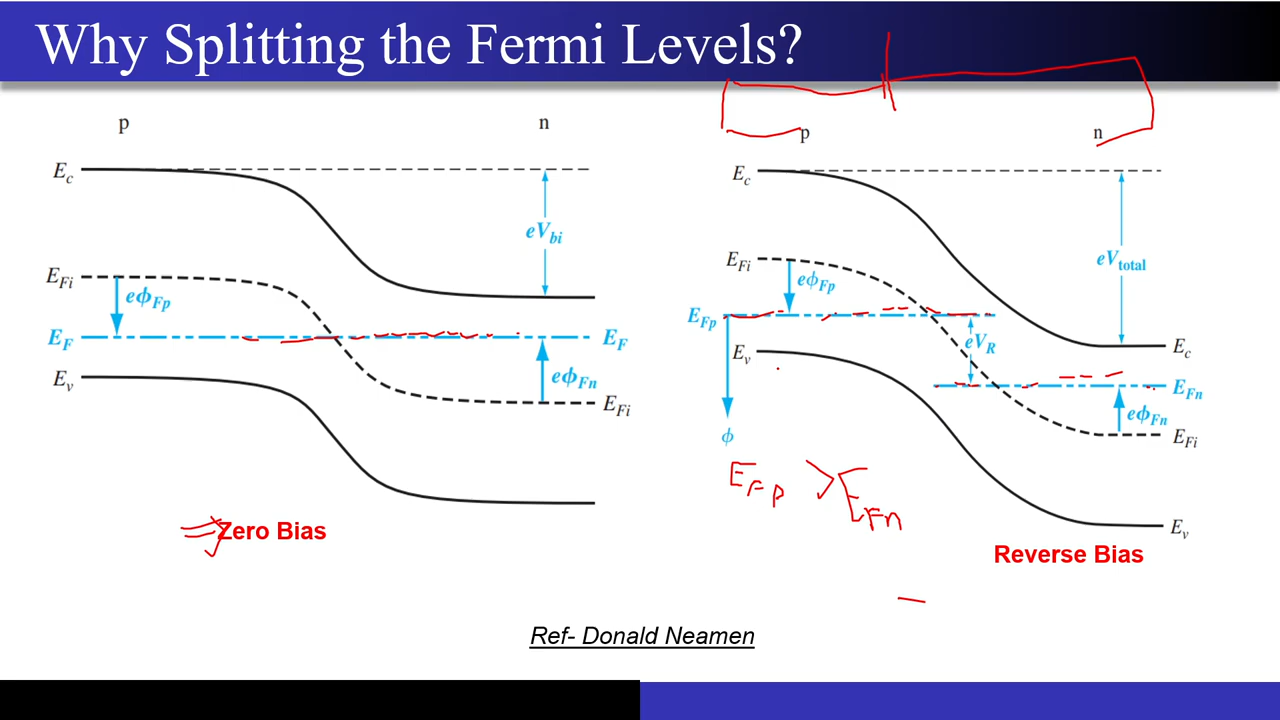 Why Splitting the Fermi Levels?
p
n
E_c
eV_bi
E_Fi
eϕ_Fp
E_F
E_F
E_v
eϕ_Fn
E_Fi
Zero Bias
p
n
E_c
eV_total
E_Fi
eϕ_Fp
E_Fp
eV_R
E_v
E_c
E_Fn
eϕ_Fn
ϕ
E_Fi
E_Fp > E_Fn
E_v
Reverse Bias
Ref- Donald Neamen